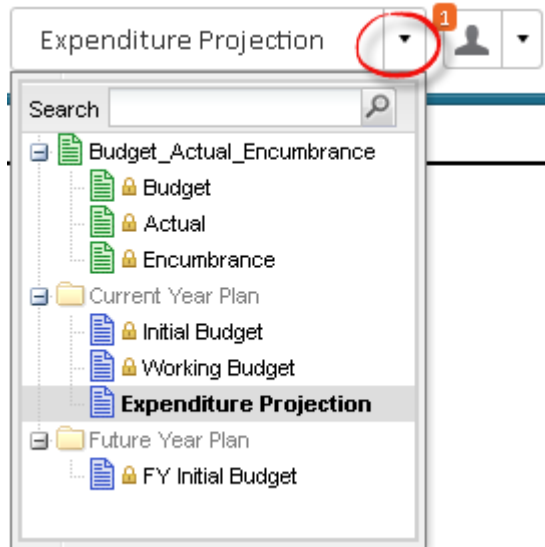 Expenditure Projection
1
Search
Budget_Actual_Encumbrance
Budget
Actual
Encumbrance
Current Year Plan
Initial Budget
Working Budget
Expenditure Projection
Future Year Plan
FY Initial Budget